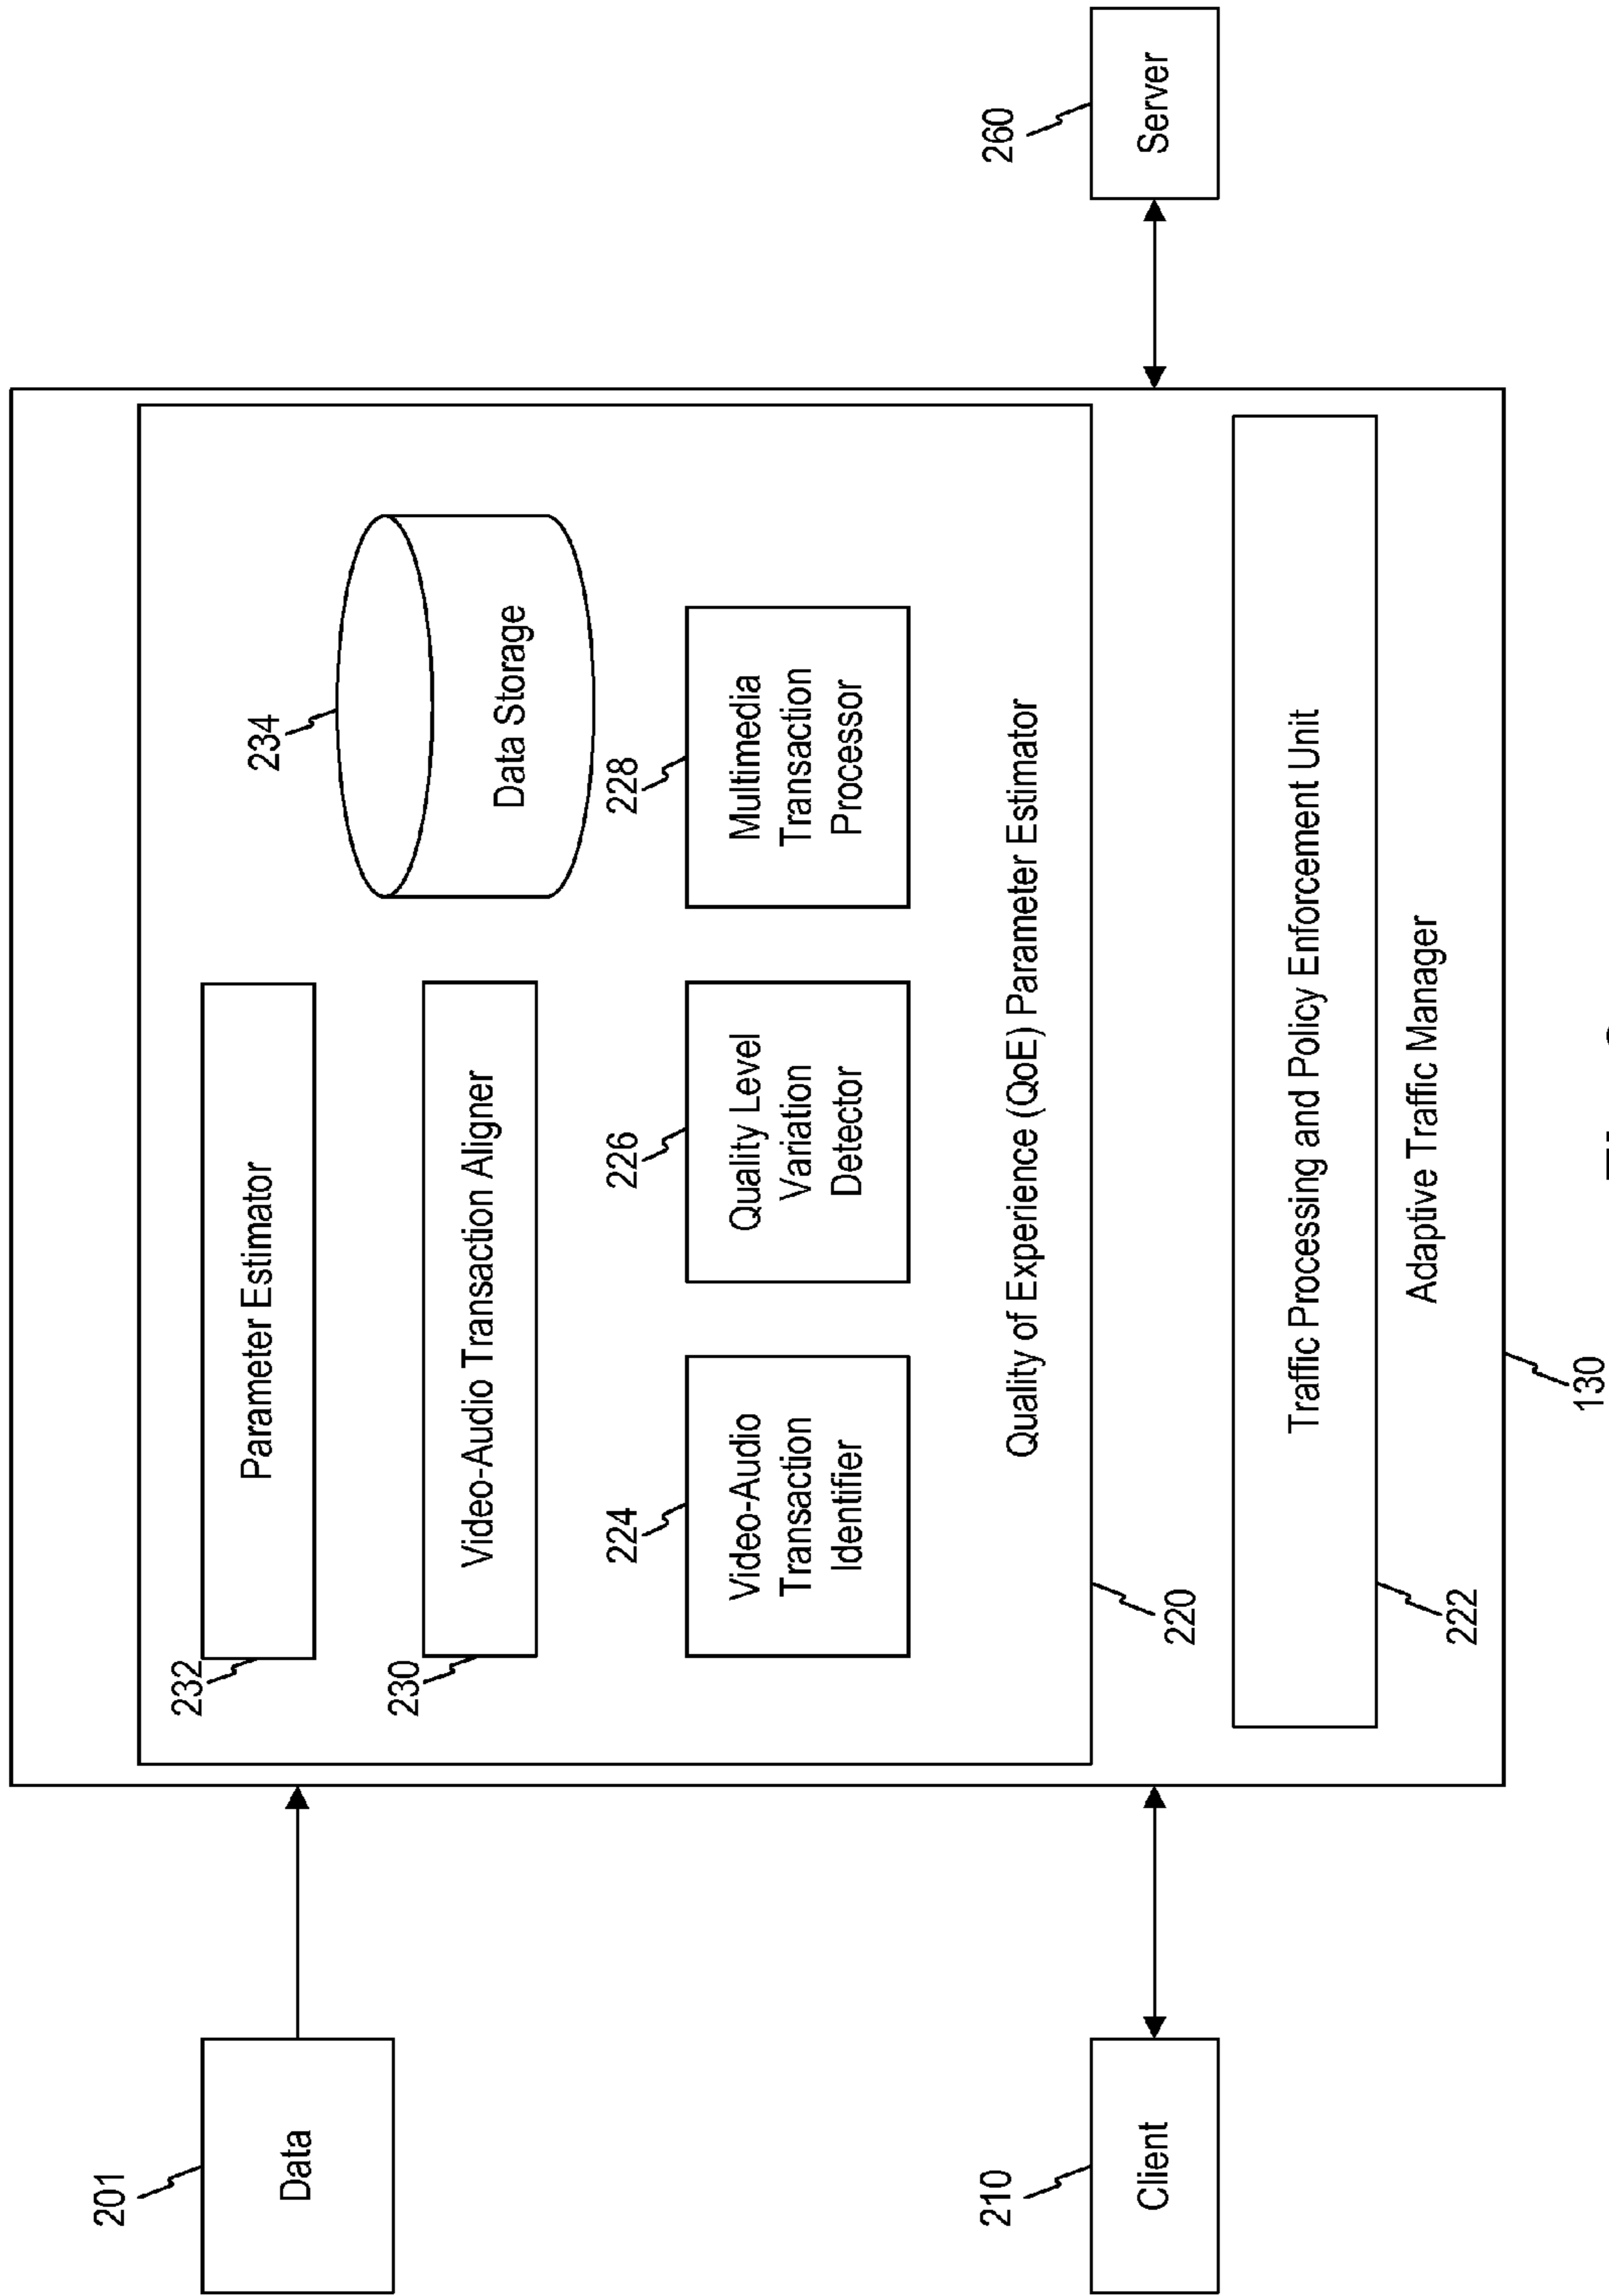 201
Data
232
Parameter Estimator
234
Data Storage
230
Video-Audio Transaction Aligner
224
Video-Audio
Transaction
Identifier
226
Quality Level
Variation
Detector
228
Multimedia
Transaction
Processor
220
Quality of Experience (QoE) Parameter Estimator
210
Client
260
Server
222
Traffic Processing and Policy Enforcement Unit
Adaptive Traffic Manager
130